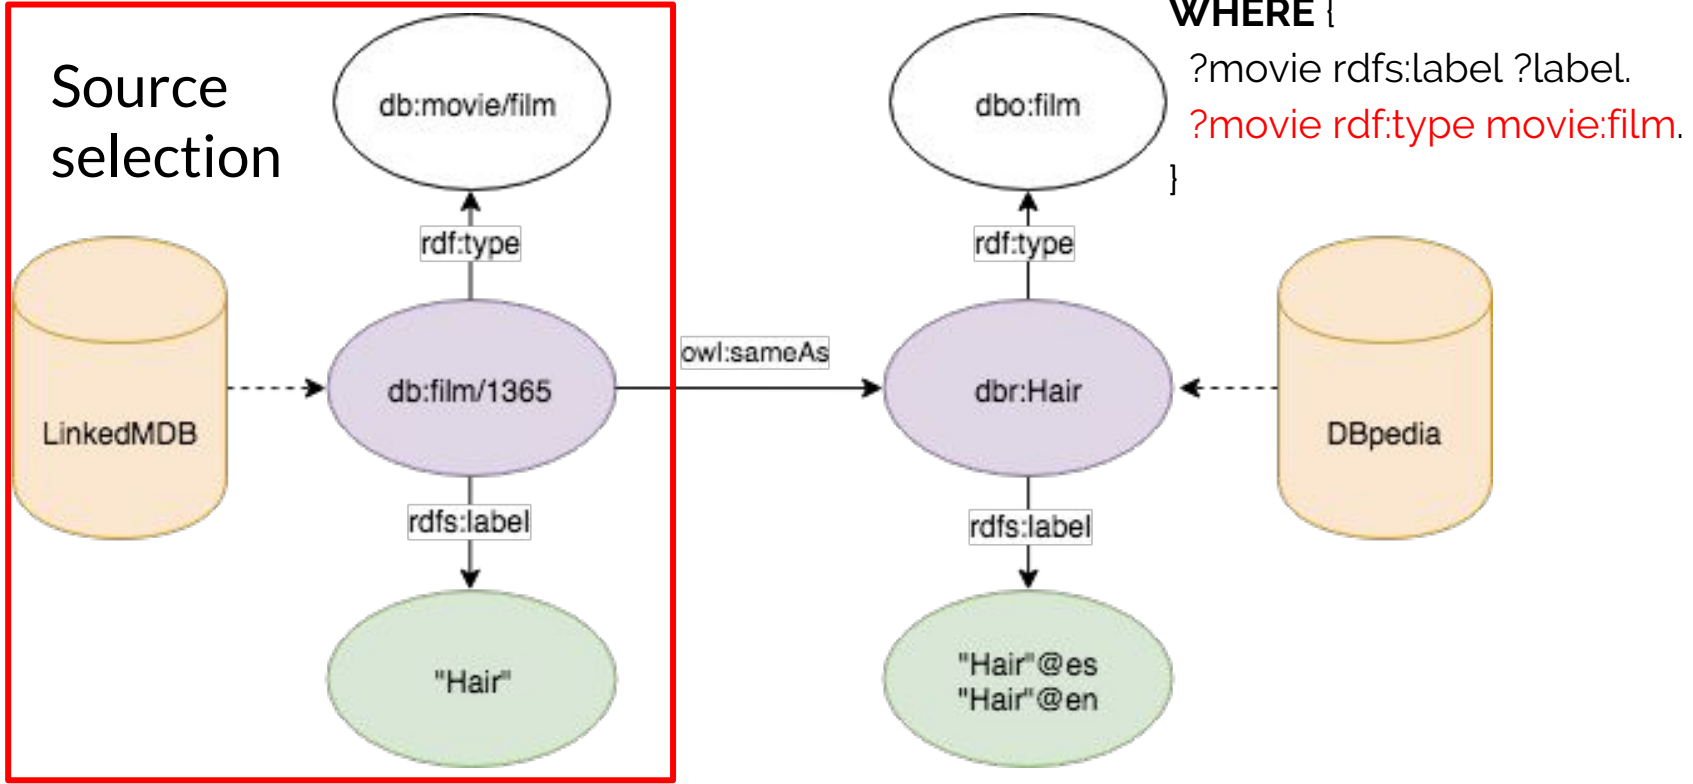 WHERE {
?movie rdfs:label ?label.
?movie rdf:type movie:film.
}
Source
selection
db:movie/film
dbo:film
rdf:type
rdf:type
LinkedMDB
db:film/1365
owl:sameAs
dbr:Hair
DBpedia
rdfs:label
rdfs:label
"Hair"
"Hair"@es
"Hair"@en